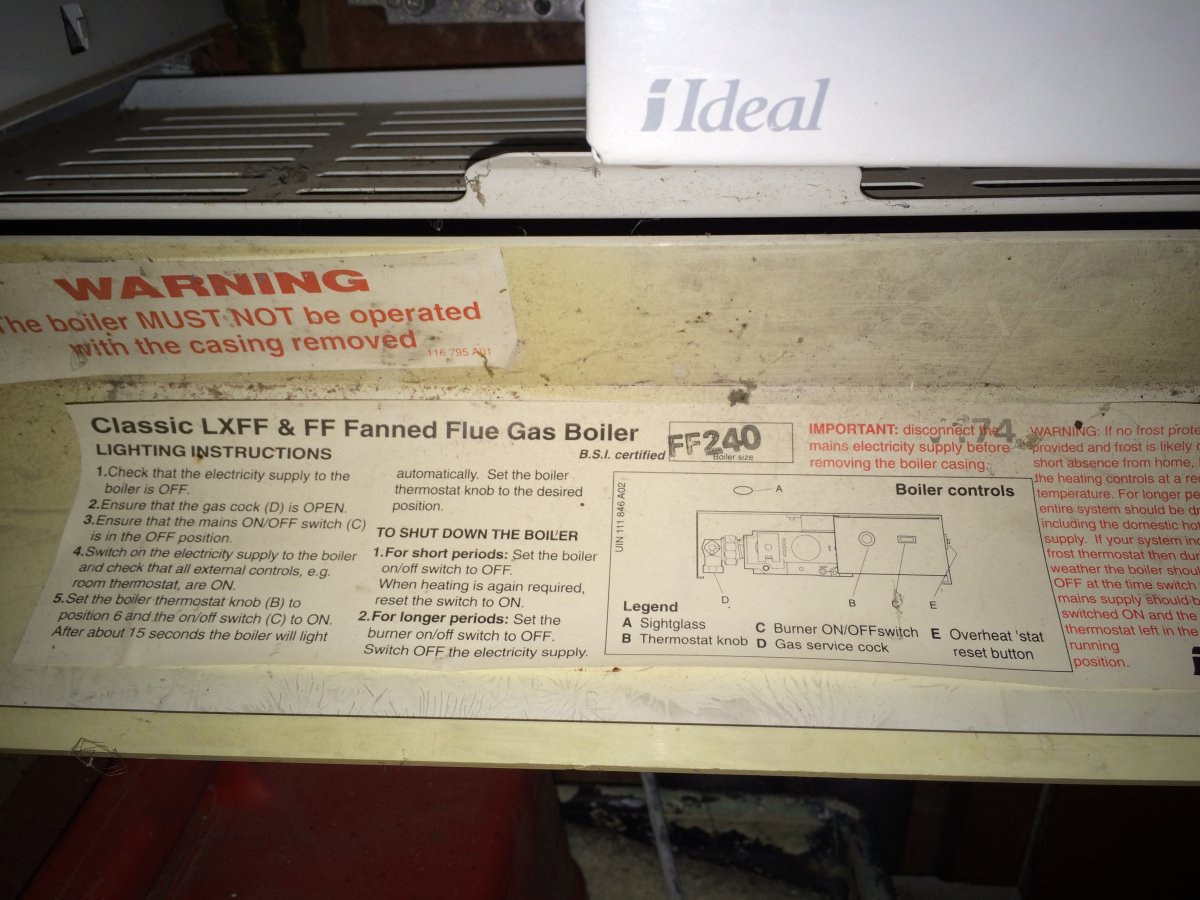 Ideal
WARNING
The boiler MUST NOT be operated
with the casing removed
116 795 A01
Classic LXFF & FF Fanned Flue Gas Boiler
LIGHTING INSTRUCTIONS
B.S.I. certified
FF240
Boiler size
1.Check that the electricity supply to the
boiler is OFF.
2.Ensure that the gas cock (D) is OPEN.
3.Ensure that the mains ON/OFF switch (C)
is in the OFF position.
4.Switch on the electricity supply to the boiler
and check that all external controls, e.g.
room thermostat, are ON.
5.Set the boiler thermostat knob (B) to
position 6 and the on/off switch (C) to ON.
After about 15 seconds the boiler will light
automatically. Set the boiler
thermostat knob to the desired
position.
TO SHUT DOWN THE BOILER
1.For short periods: Set the boiler
on/off switch to OFF.
When heating is again required,
reset the switch to ON.
2.For longer periods: Set the
burner on/off switch to OFF.
Switch OFF the electricity supply.
IMPORTANT: disconnect the
mains electricity supply before
removing the boiler casing.
UIN 111 846 A02
Boiler controls
A
D
B
C
E
Legend
A Sightglass
B Thermostat knob
C Burner ON/OFFswitch
D Gas service cock
E Overheat 'stat
reset button
WARNING: If no frost
provided and frost is likely
short absence from home,
the heating controls at a
temperature. For longer
entire system should be
including the domestic
supply. If your system
frost thermostat then
weather the boiler
OFF at the time switch
mains supply should
switched ON and the
thermostat left in the
running
position.